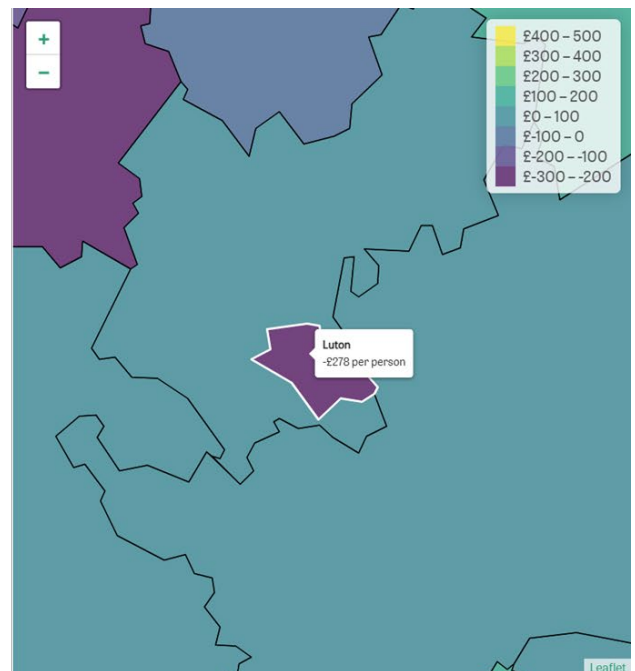 +
−
£400 – 500
£300 – 400
£200 – 300
£100 – 200
£0 – 100
£-100 – 0
£-200 – -100
£-300 – -200
Luton
-£278 per person
Leaflet